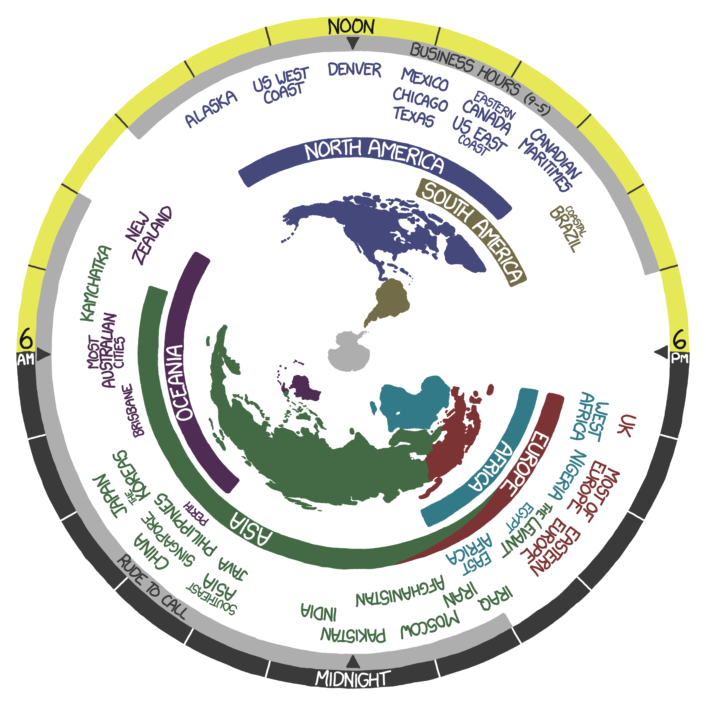 NOON
BUSINESS HOURS (9-5)
ALASKA
US WEST
COAST
DENVER
MEXICO
CHICAGO
TEXAS
EASTERN
CANADA
US EAST
COAST
CANADIAN
MARITIMES
COASTAL
BRAZIL
NORTH AMERICA
SOUTH AMERICA
6
PM
UK
WEST
AFRICA
NIGERIA
MOST OF
EUROPE
EASTERN
EUROPE
EGYPT
THE LEVANT
EAST
AFRICA
EUROPE
AFRICA
IRAQ
IRAN
MOSCOW
AFGHANISTAN
PAKISTAN
INDIA
MIDNIGHT
RUDE TO CALL
SOUTHEAST
ASIA
JAVA
CHINA
SINGAPORE
PHILIPPINES
PERTH
JAPAN
THE
KOREAS
ASIA
OCEANIA
BRISBANE
MOST
AUSTRALIAN
CITIES
6
AM
KAMCHATKA
NEW
ZEALAND